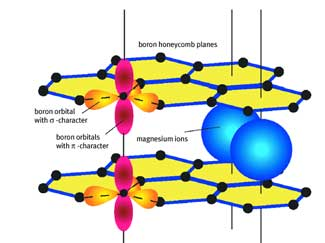 boron honeycomb planes
boron orbital
with σ -character
boron orbitals
with π -character
magnesium ions